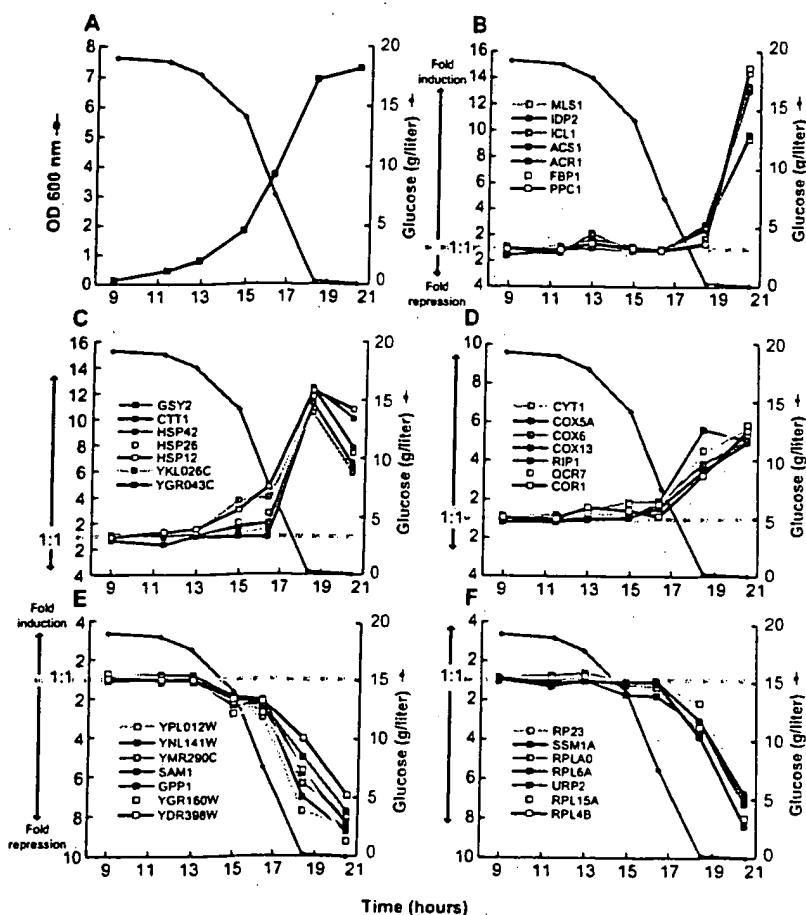 A
B
8
7
6
5
4
3
2
1
0
20
15
10
5
0
OD 600 nm
Glucose (g/liter)
9 11 13 15 17 19 21
Fold induction
1:1
Fold repression
16
14
12
10
8
6
4
2
2
4
MLS1
IDP2
ICL1
ACS1
ACR1
FBP1
PPC1
20
15
10
5
0
Glucose (g/liter)
9 11 13 15 17 19 21
C
D
16
14
12
10
8
6
4
2
1:1
2
4
GSY2
CTT1
HSP42
HSP26
HSP12
YKL026C
YGR043C
20
15
10
5
0
Glucose (g/liter)
9 11 13 15 17 19 21
10
8
6
4
2
1:1
2
4
CYT1
COX5A
COX6
COX13
RIP1
QCR7
COR1
20
15
10
5
0
Glucose (g/liter)
9 11 13 15 17 19 21
E
F
Fold induction
1:1
Fold repression
4
2
2
4
6
8
10
YPL012W
YNL141W
YMR290C
SAM1
GPP1
YGR160W
YDR398W
20
15
10
5
0
Glucose (g/liter)
9 11 13 15 17 19 21
4
2
1:1
2
4
6
8
10
RP23
SSM1A
RPLA0
RPL6A
URP2
RPL15A
RPL4B
20
15
10
5
0
Glucose (g/liter)
9 11 13 15 17 19 21
Time (hours)